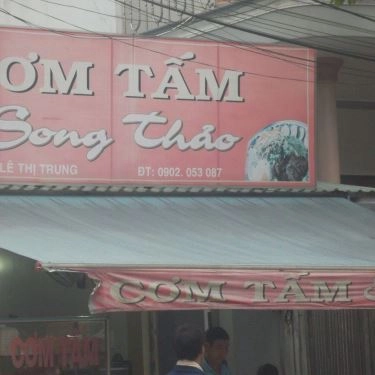 ƠM TẤM
Song Thảo
LÊ THỊ TRUNG ĐT: 0902. 053 087
CƠM TẤM
CƠM TẤM